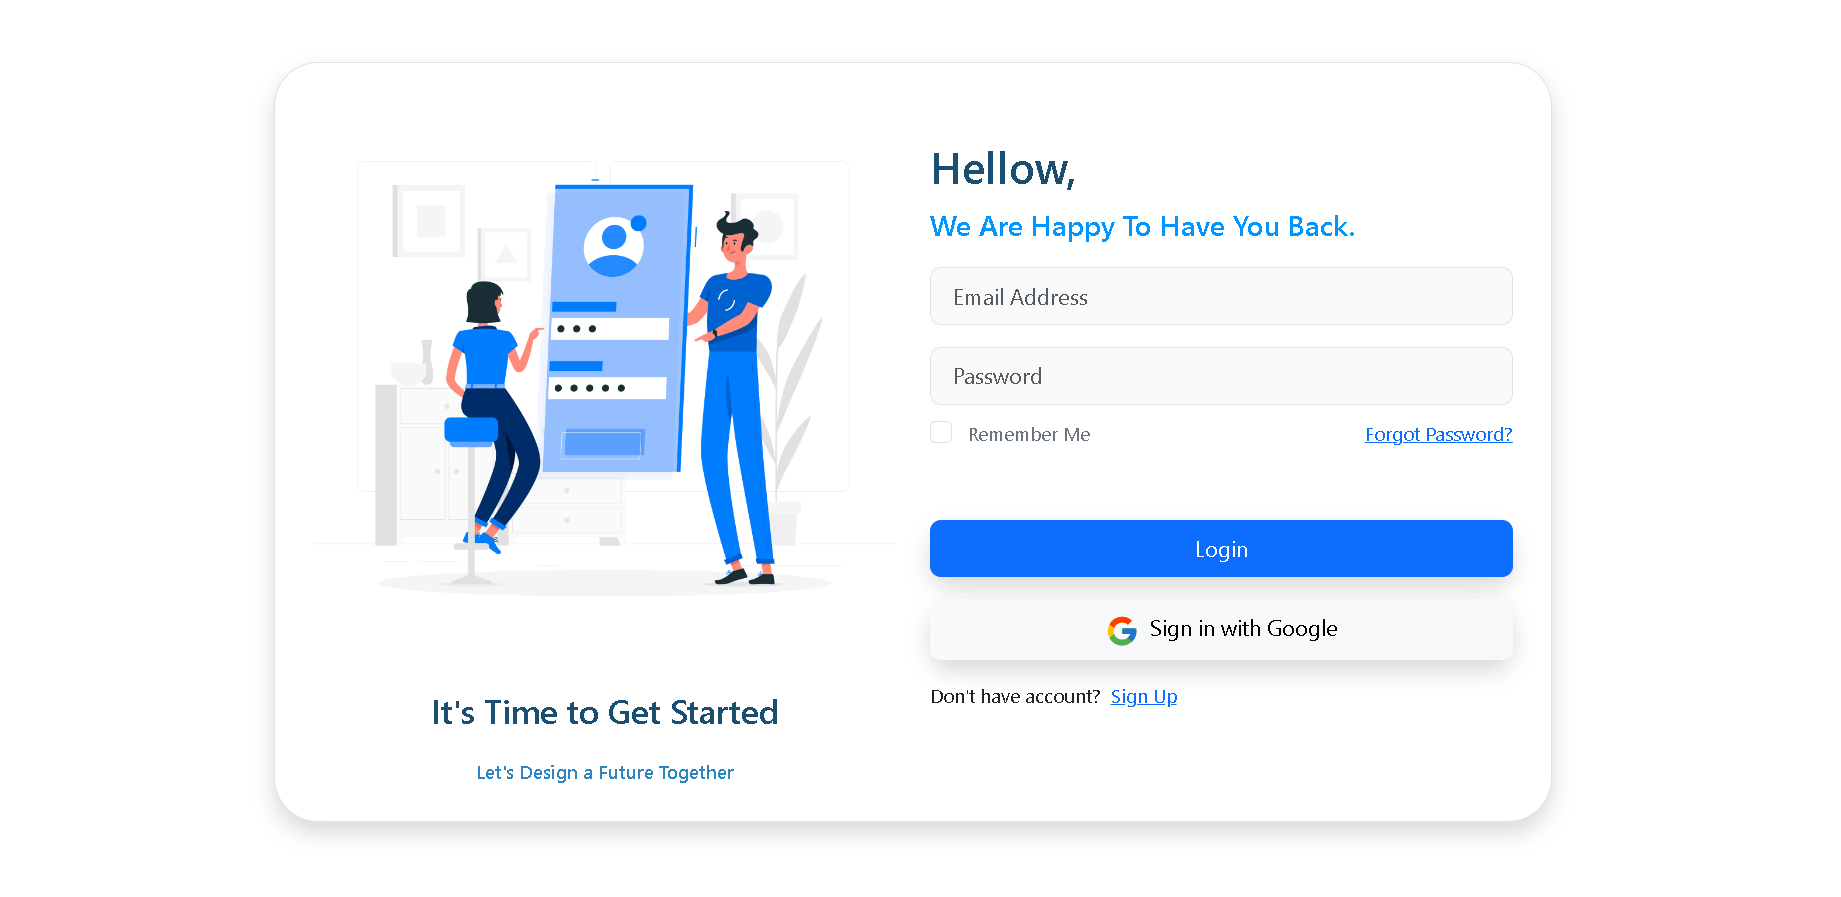 Hellow,
We Are Happy To Have You Back.
Email Address
Password
Remember Me
Forgot Password?
Login
Sign in with Google
Don't have account? Sign Up
It's Time to Get Started
Let's Design a Future Together